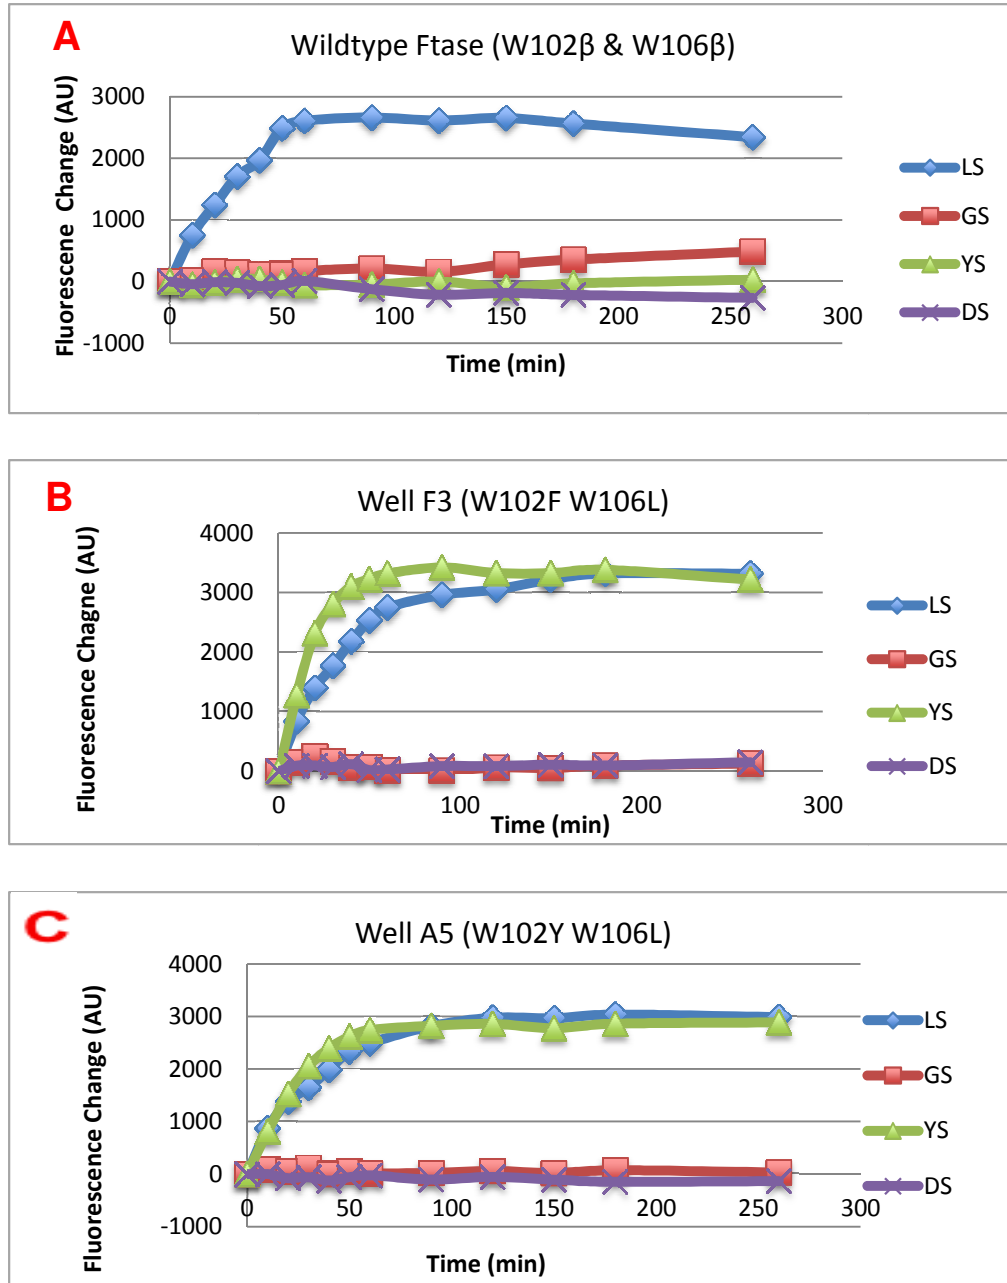 A
Wildtype Ftase (W102β & W106β)
Fluorescene Change (AU)
3000
2000
1000
0
-1000
0 50 100 150 200 250 300
Time (min)
LS
GS
YS
DS
B
Well F3 (W102F W106L)
Fluorescence Chagne (AU)
4000
3000
2000
1000
0
0 100 200 300
Time (min)
LS
GS
YS
DS
C
Well A5 (W102Y W106L)
Fluorescence Change (AU)
4000
3000
2000
1000
0
-1000
0 50 100 150 200 250 300
Time (min)
LS
GS
YS
DS